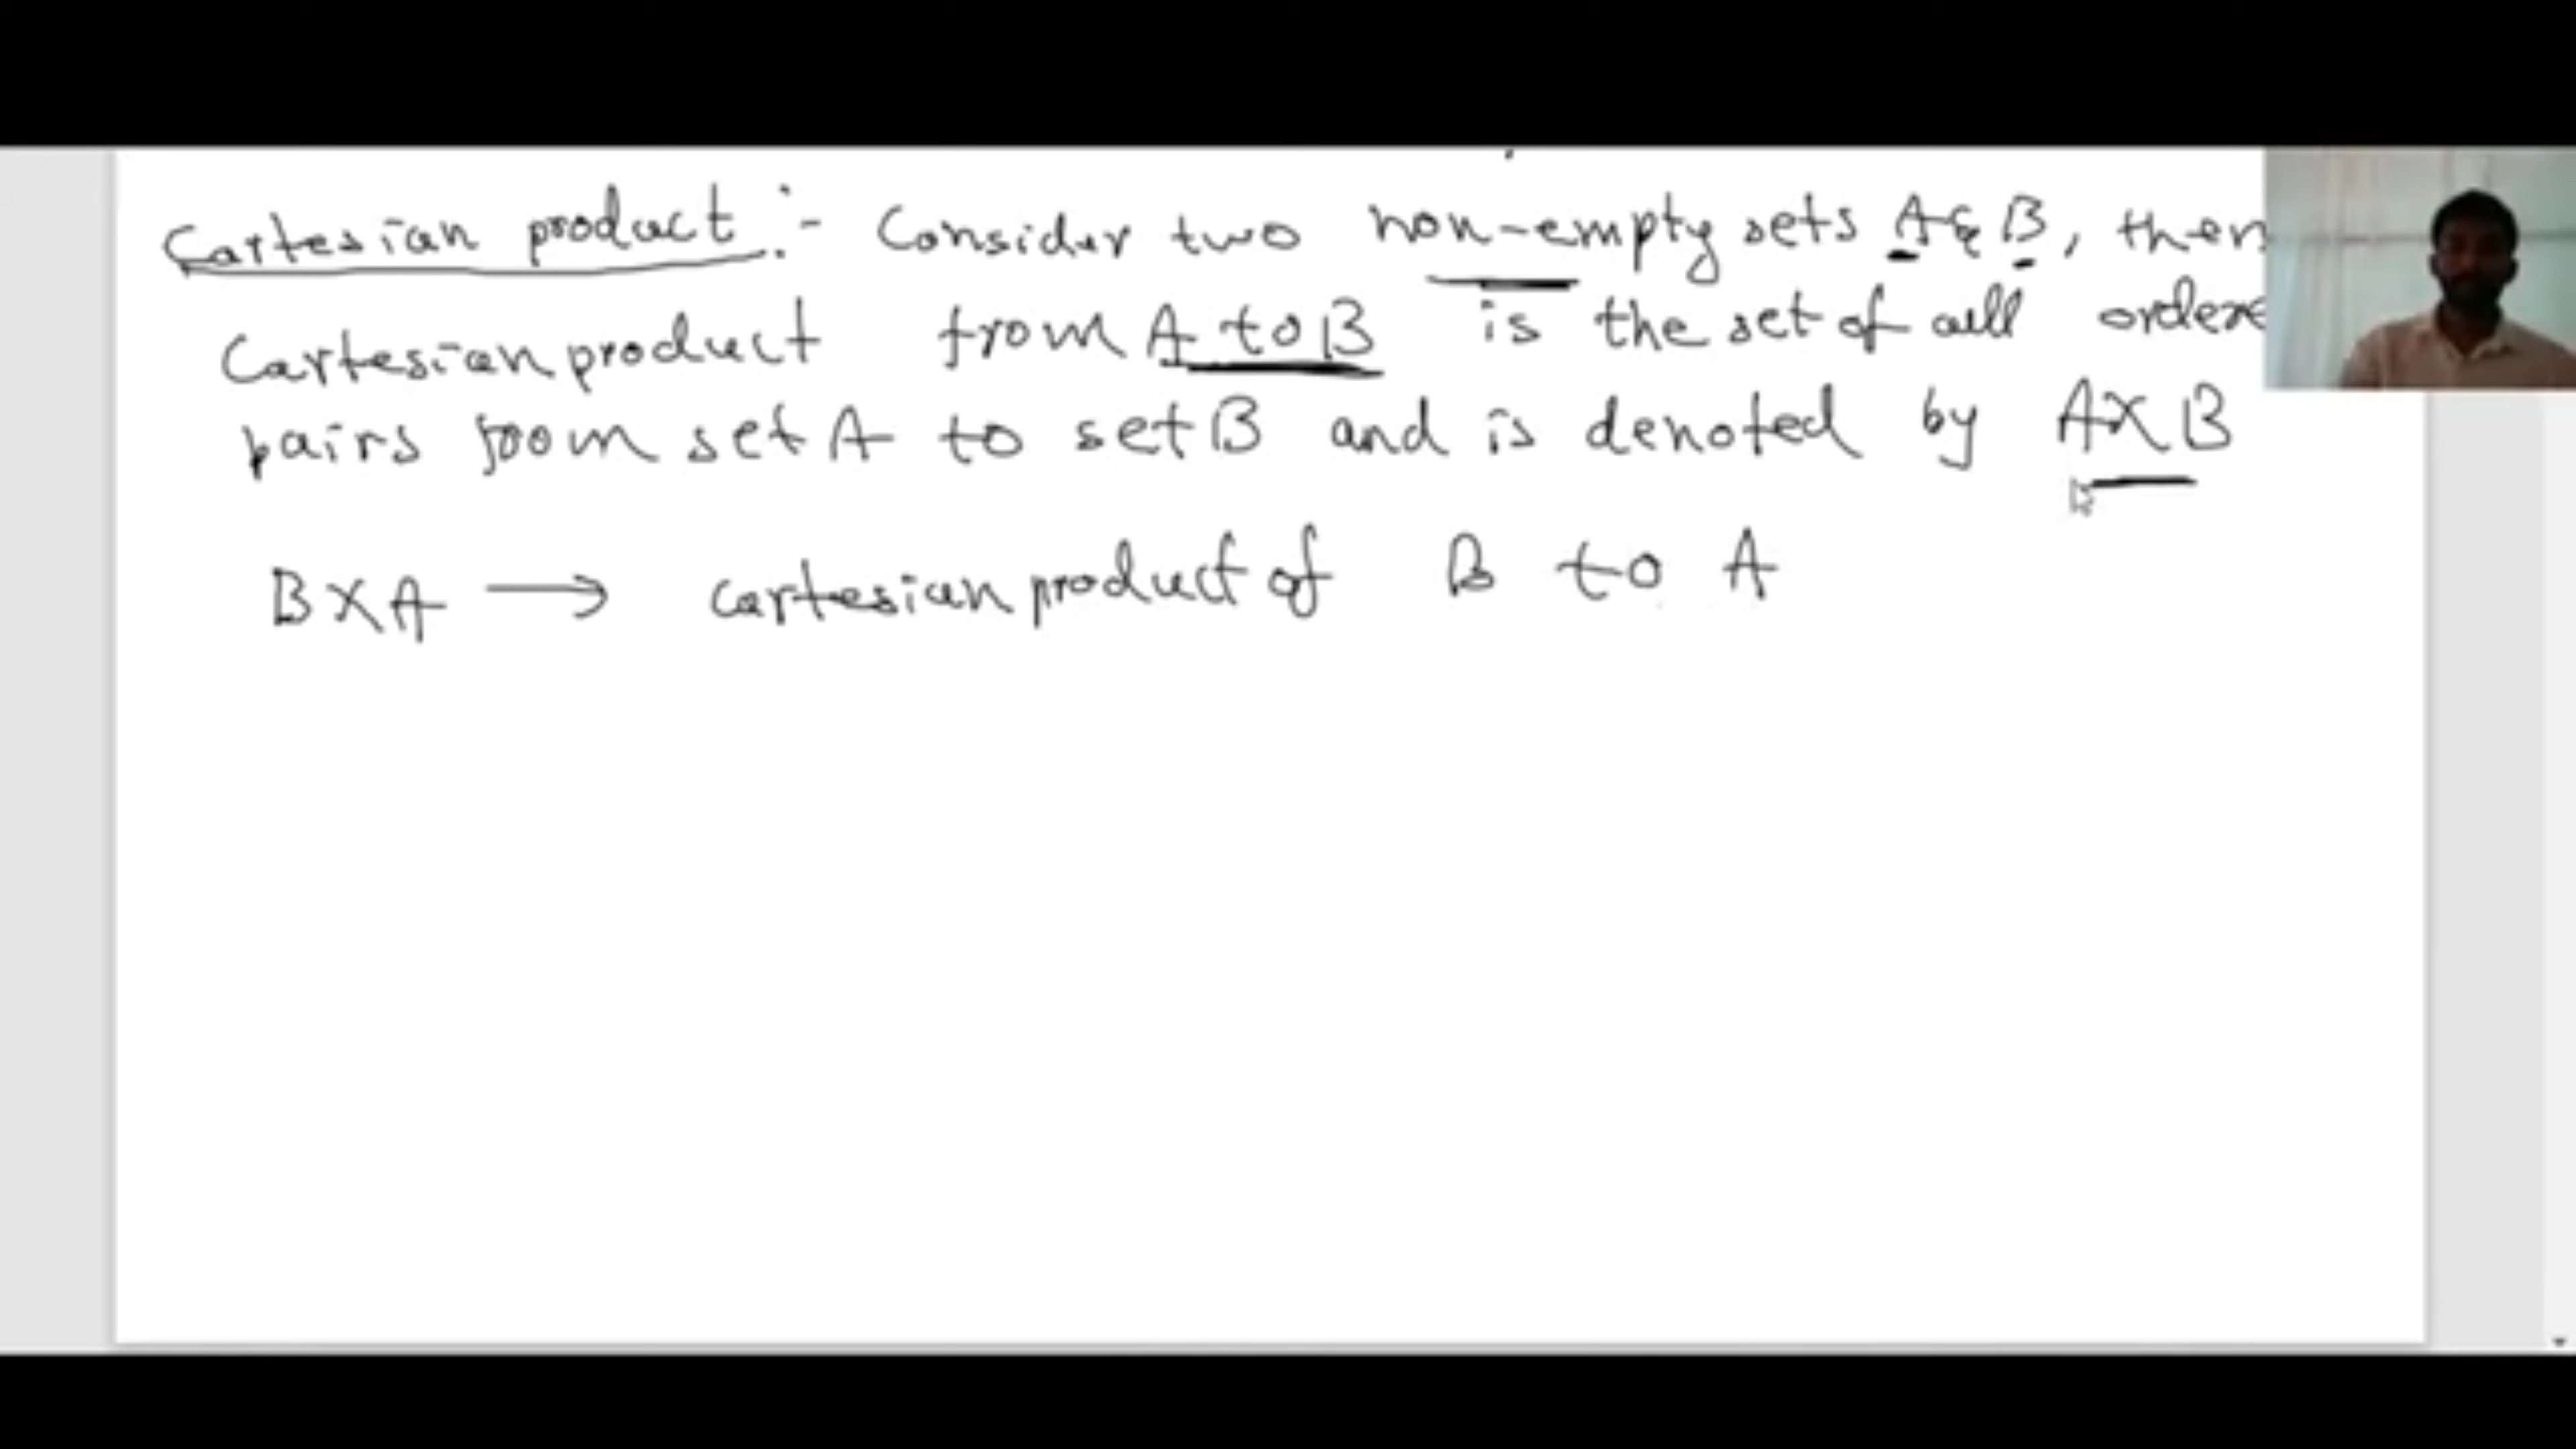 Cartesian product :- Consider two non-empty sets A & B, then
Cartesian product from A to B is the set of all ordere
pairs from set A to set B and is denoted by A×B
B×A → Cartesian product of B to A